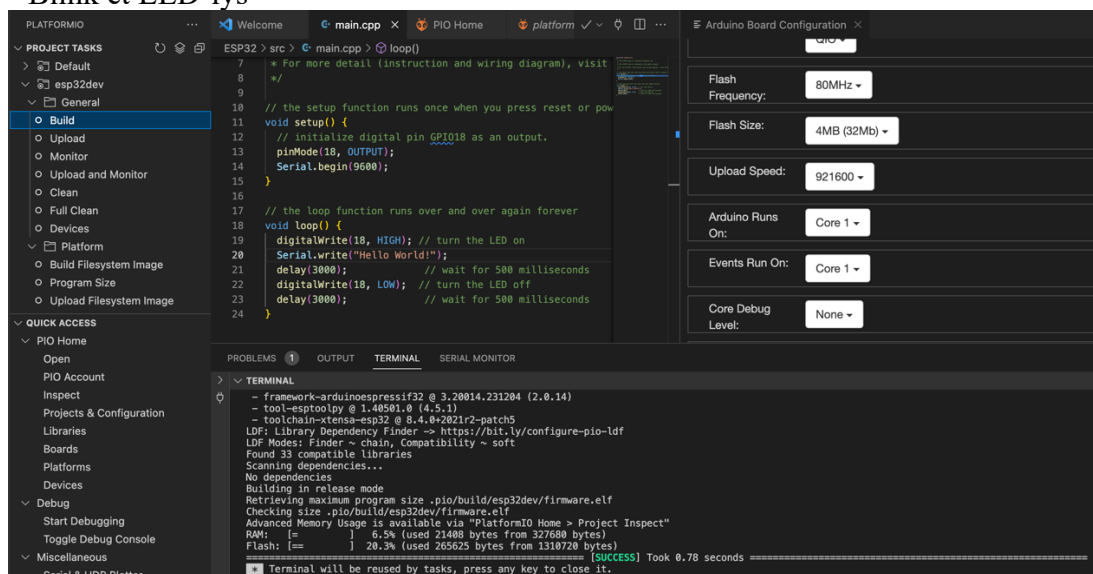 Blink et LED-lys
PLATFORMIO
PROJECT TASKS
Default
esp32dev
General
Build
Upload
Monitor
Upload and Monitor
Clean
Full Clean
Devices
Platform
Build Filesystem Image
Program Size
Upload Filesystem Image
QUICK ACCESS
PIO Home
Open
PIO Account
Inspect
Projects & Configuration
Libraries
Boards
Platforms
Devices
Debug
Start Debugging
Toggle Debug Console
Miscellaneous
Welcome main.cpp PIO Home platform
ESP32 > src > main.cpp > loop()
7 * For more detail (instruction and wiring diagram), visit
8 */
9
10 // the setup function runs once when you press reset or pow
11 void setup() {
12 // initialize digital pin GPIO18 as an output.
13 pinMode(18, OUTPUT);
14 Serial.begin(9600);
15 }
16
17 // the loop function runs over and over again forever
18 void loop() {
19 digitalWrite(18, HIGH); // turn the LED on
20 Serial.write("Hello World!");
21 delay(3000); // wait for 500 milliseconds
22 digitalWrite(18, LOW); // turn the LED off
23 delay(3000); // wait for 500 milliseconds
24 }
Arduino Board Configuration
QIO
Flash Frequency: 80MHz
Flash Size: 4MB (32Mb)
Upload Speed: 921600
Arduino Runs On: Core 1
Events Run On: Core 1
Core Debug Level: None
PROBLEMS 1 OUTPUT TERMINAL SERIAL MONITOR
TERMINAL
- framework-arduinoespressif32 @ 3.20014.231204 (2.0.14)
- tool-esptoolpy @ 1.40501.0 (4.5.1)
- toolchain-xtensa-esp32 @ 8.4.0+2021r2-patch5
LDF: Library Dependency Finder -> https://bit.ly/configure-pio-ldf
LDF Modes: Finder ~ chain, Compatibility ~ soft
Found 33 compatible libraries
Scanning dependencies...
No dependencies
Building in release mode
Retrieving maximum program size .pio/build/esp32dev/firmware.elf
Checking size .pio/build/esp32dev/firmware.elf
Advanced Memory Usage is available via "PlatformIO Home > Project Inspect"
RAM: [= ] 6.5% (used 21408 bytes from 327680 bytes)
Flash: [== ] 20.3% (used 265625 bytes from 1310720 bytes)
[SUCCESS] Took 0.78 seconds
* Terminal will be reused by tasks, press any key to close it.